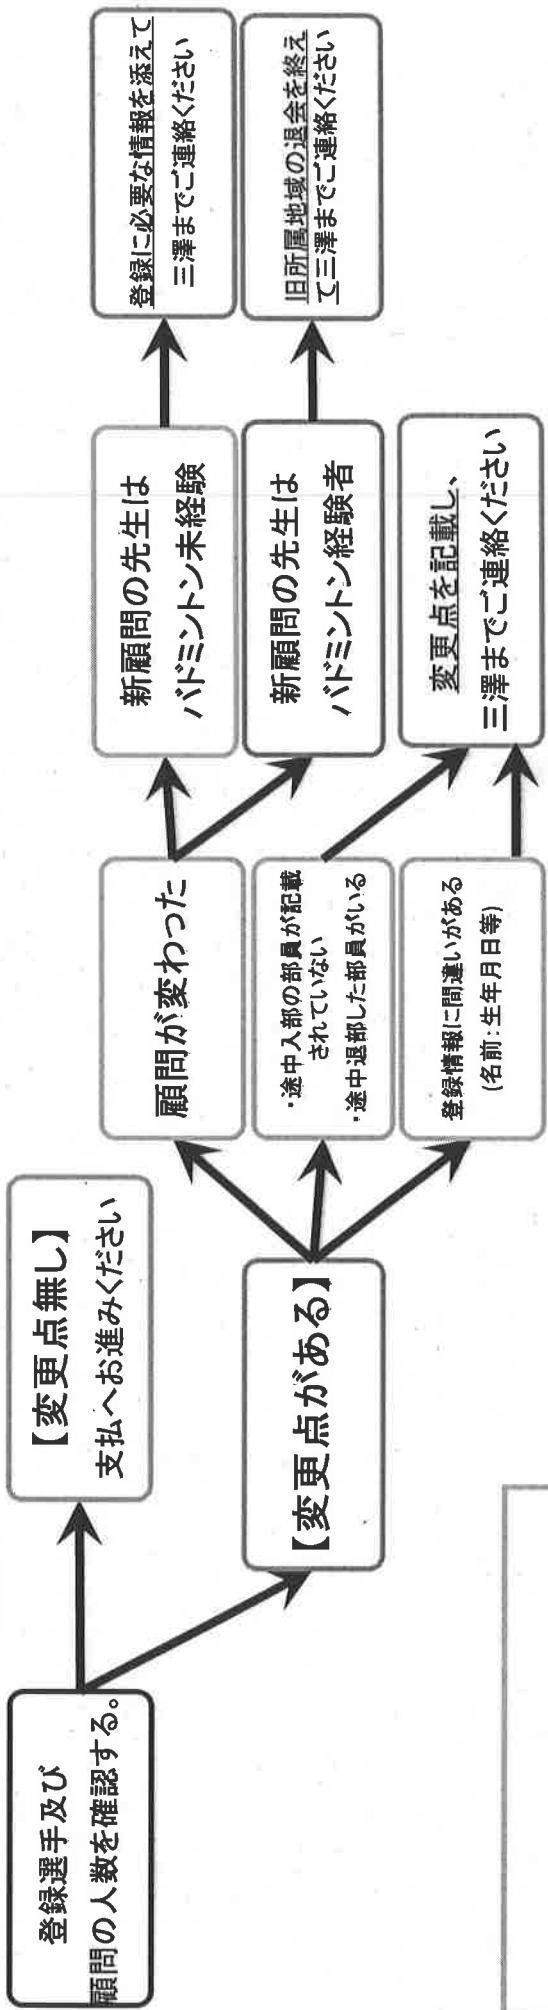 登録選手及び
顧問の人数を確認する。
【変更点無し】
支払へお進みください
【変更点がある】
顧問が変わった
・途中入部の部員が記載
されていない
・途中退部した部員がいる
登録情報に間違いがある
(名前:生年月日等)
新顧問の先生は
バドミントン未経験
新顧問の先生は
バドミントン経験者
変更点を記載し、
三澤までご連絡ください
登録に必要な情報を添えて
三澤までご連絡ください
旧所属地域の退会を終え
て三澤までご連絡ください